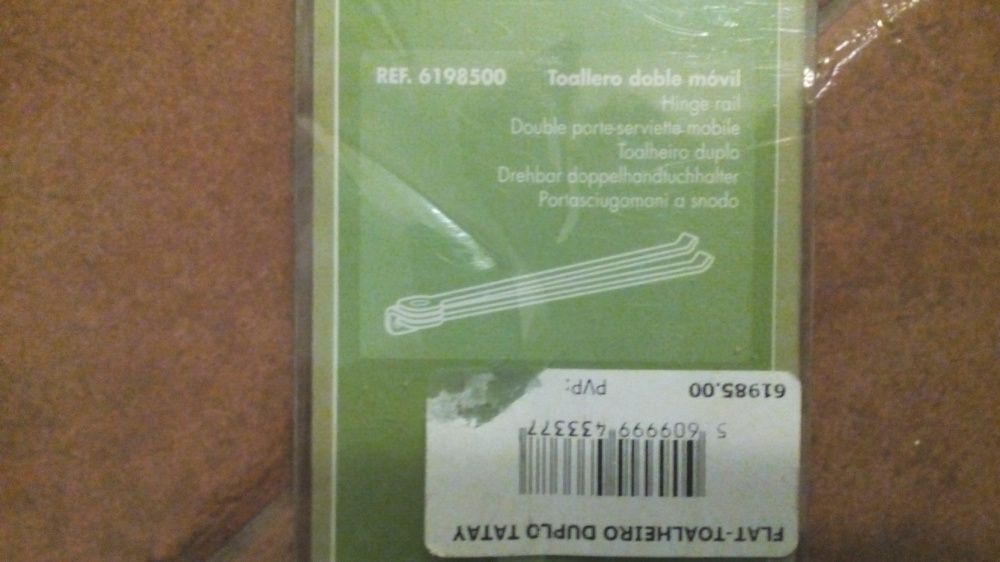 REF. 6198500 Toallero doble móvil
Hinge rail
Double porte-serviette mobile
Toalheiro duplo
Drehbar doppelhandtuchhalter
Portasciugamani a snodo
FLAT-TOALHEIRO DUPLO TATAY
5 609999 433377
61985.00 PVP: